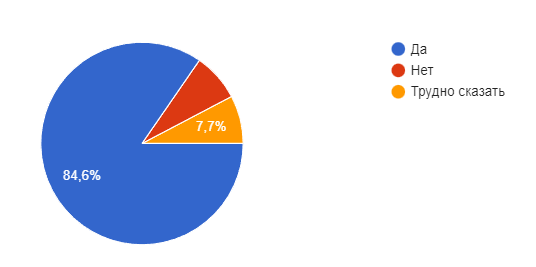 Да
Нет
Трудно сказать
7,7%
84,6%